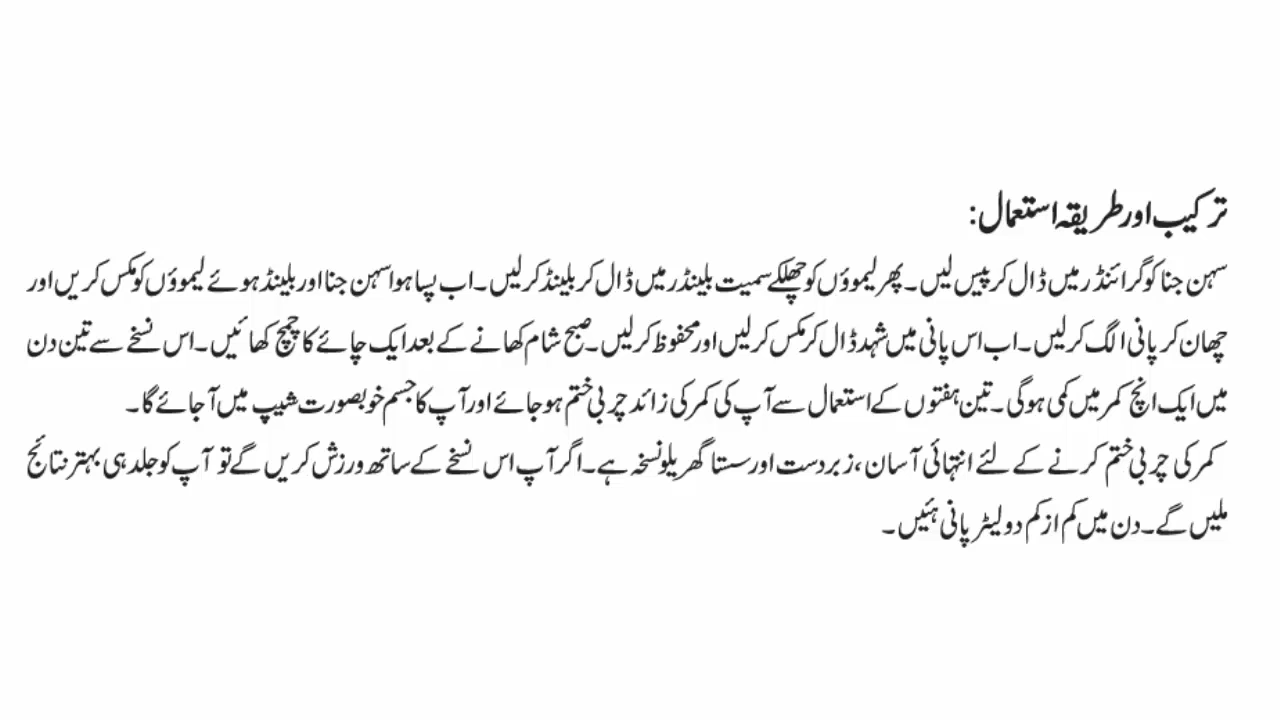 ترکیب اور طریقہ استعمال:
سہن جنا کو گرائنڈر میں ڈال کر پیس لیں۔ پھر لیموؤں کو چھلکے سمیت بلینڈر میں ڈال کر بلینڈ کر لیں۔ اب پسا ہوا سہن جنا اور بلینڈ ہوئے لیموؤں کو مکس کریں اور
چھان کر پانی الگ کر لیں۔ اب اس پانی میں شہد ڈال کر مکس کر لیں اور محفوظ کر لیں۔ صبح شام کھانے کے بعد ایک چائے کا چمچ کھائیں۔ اس نسخے سے تین دن
میں ایک انچ کمر میں کمی ہوگی۔ تین ہفتوں کے استعمال سے آپ کی کمر کی زائد چربی ختم ہو جائے اور آپ کا جسم خوبصورت شیپ میں آ جائے گا۔
کمر کی چربی ختم کرنے کے لئے انتہائی آسان، زبردست اور سستا گھریلو نسخہ ہے۔ اگر آپ اس نسخے کے ساتھ ورزش کریں گے تو آپ کو جلد ہی بہتر نتائج
ملیں گے۔ دن میں کم از کم دو لیٹر پانی پئیں۔